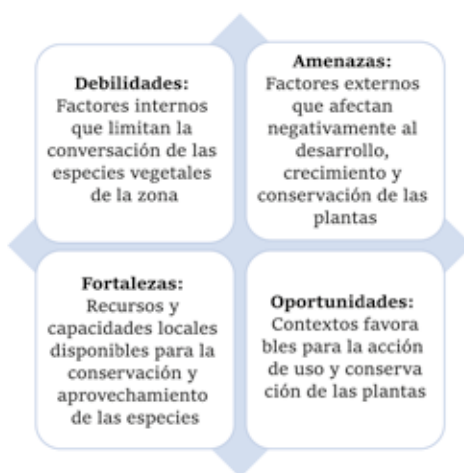 Debilidades:
Factores internos
que limitan la
conversación de las
especies vegetales
de la zona
Amenazas:
Factores externos
que afectan
negativamente al
desarrollo,
crecimiento y
conservación de las
plantas
Fortalezas:
Recursos y
capacidades locales
disponibles para la
conservación y
aprovechamiento
de las especies
Oportunidades:
Contextos favora
bles para la acción
de uso y conserva
ción de las plantas